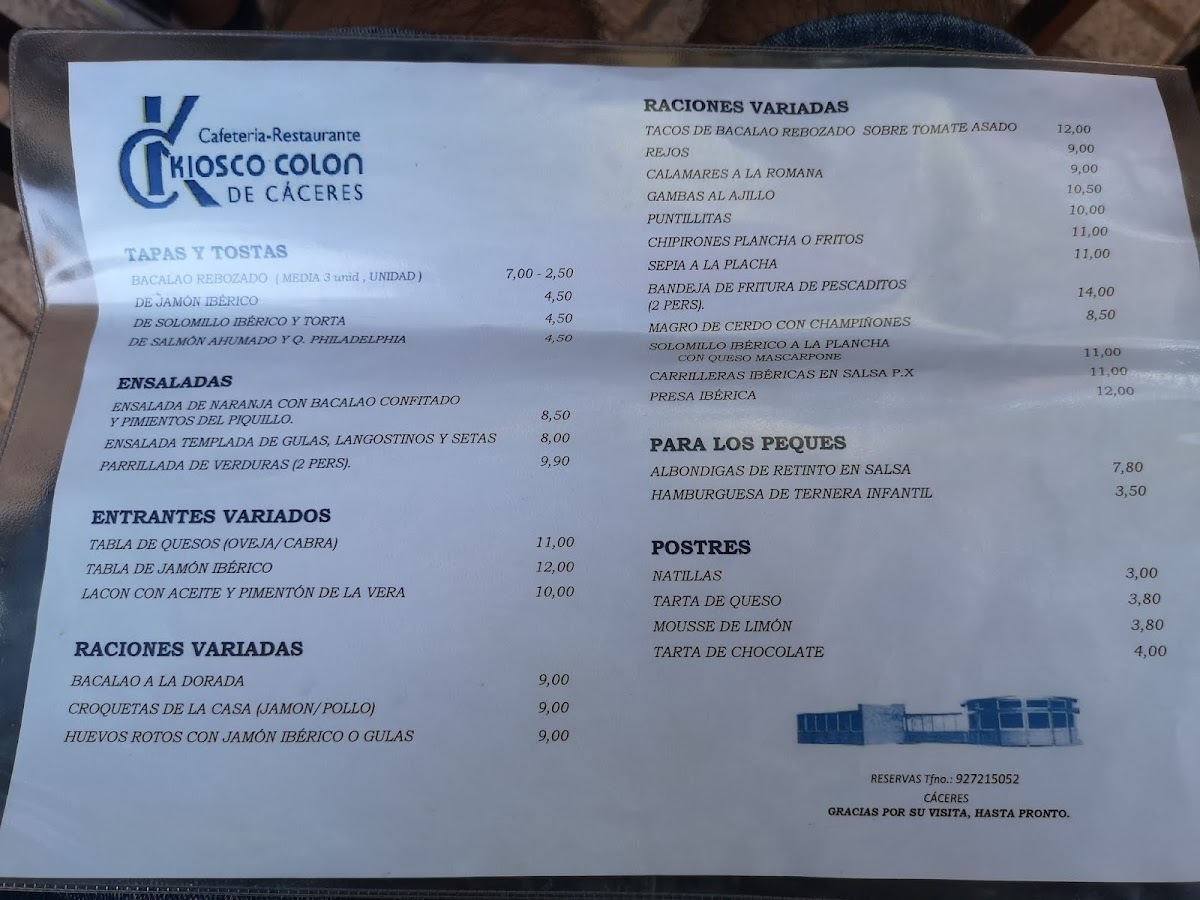 Cafeteria-Restaurante
KIOSCO COLON
DE CÁCERES
TAPAS Y TOSTAS
BACALAO REBOZADO ( MEDIA 3 unid , UNIDAD ) 7,00 - 2,50
DE JAMÓN IBÉRICO 4,50
DE SOLOMILLO IBÉRICO Y TORTA 4,50
DE SALMÓN AHUMADO Y Q. PHILADELPHIA 4,50
ENSALADAS
ENSALADA DE NARANJA CON BACALAO CONFITADO
Y PIMIENTOS DEL PIQUILLO. 8,50
ENSALADA TEMPLADA DE GULAS, LANGOSTINOS Y SETAS 8,00
PARRILLADA DE VERDURAS (2 PERS). 9,90
ENTRANTES VARIADOS
TABLA DE QUESOS (OVEJA/CABRA) 11,00
TABLA DE JAMÓN IBÉRICO 12,00
LACON CON ACEITE Y PIMENTÓN DE LA VERA 10,00
RACIONES VARIADAS
BACALAO A LA DORADA 9,00
CROQUETAS DE LA CASA (JAMON/POLLO) 9,00
HUEVOS ROTOS CON JAMÓN IBÉRICO O GULAS 9,00
RACIONES VARIADAS
TACOS DE BACALAO REBOZADO SOBRE TOMATE ASADO 12,00
REJOS 9,00
CALAMARES A LA ROMANA 9,00
GAMBAS AL AJILLO 10,50
PUNTILLITAS 10,00
CHIPIRONES PLANCHA O FRITOS 11,00
SEPIA A LA PLACHA 11,00
BANDEJA DE FRITURA DE PESCADITOS
(2 PERS). 14,00
MAGRO DE CERDO CON CHAMPIÑONES 8,50
SOLOMILLO IBÉRICO A LA PLANCHA
CON QUESO MASCARPONE 11,00
CARRILLERAS IBÉRICAS EN SALSA P.X 11,00
PRESA IBÉRICA 12,00
PARA LOS PEQUES
ALBONDIGAS DE RETINTO EN SALSA 7,80
HAMBURGUESA DE TERNERA INFANTIL 3,50
POSTRES
NATILLAS 3,00
TARTA DE QUESO 3,80
MOUSSE DE LIMÓN 3,80
TARTA DE CHOCOLATE 4,00
RESERVAS Tfno.: 927215052
CÁCERES
GRACIAS POR SU VISITA, HASTA PRONTO.